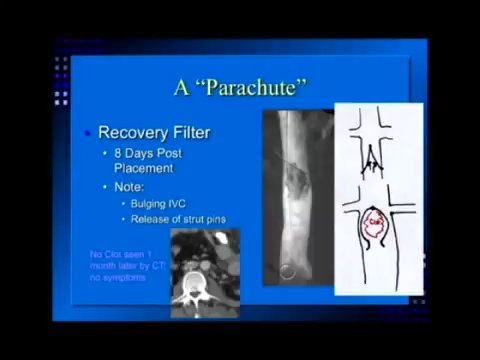 A “Parachute”
Recovery Filter
8 Days Post
Placement
Note:
Bulging IVC
Release of strut pins
No Clot seen 1
month later by CT:
no symptoms